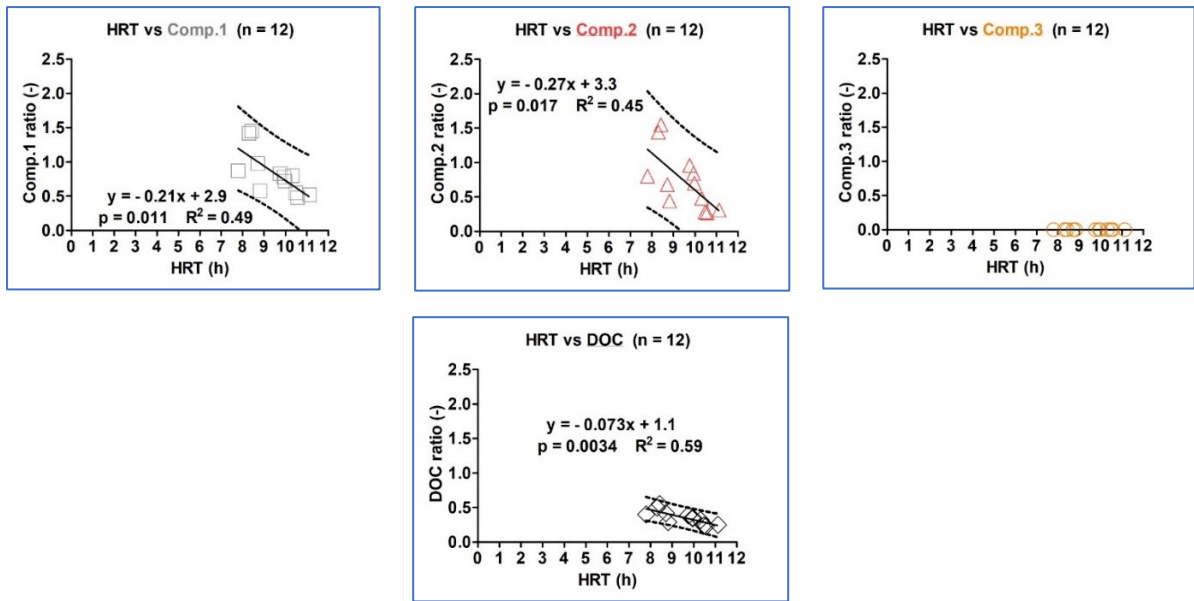 HRT vs Comp.1 (n = 12)
2.5
2.0
1.5
1.0
0.5
0.0
Comp.1 ratio (-)
y = -0.21x + 2.9
p = 0.011 R² = 0.49
0 1 2 3 4 5 6 7 8 9 10 11 12
HRT (h)
HRT vs Comp.2 (n = 12)
2.5
2.0
1.5
1.0
0.5
0.0
Comp.2 ratio (-)
y = - 0.27x + 3.3
p = 0.017 R² = 0.45
0 1 2 3 4 5 6 7 8 9 10 11 12
HRT (h)
HRT vs Comp.3 (n = 12)
2.5
2.0
1.5
1.0
0.5
0.0
Comp.3 ratio (-)
0 1 2 3 4 5 6 7 8 9 10 11 12
HRT (h)
HRT vs DOC (n = 12)
2.5
2.0
1.5
1.0
0.5
0.0
DOC ratio (-)
y = - 0.073x + 1.1
p = 0.0034 R² = 0.59
0 1 2 3 4 5 6 7 8 9 10 11 12
HRT (h)